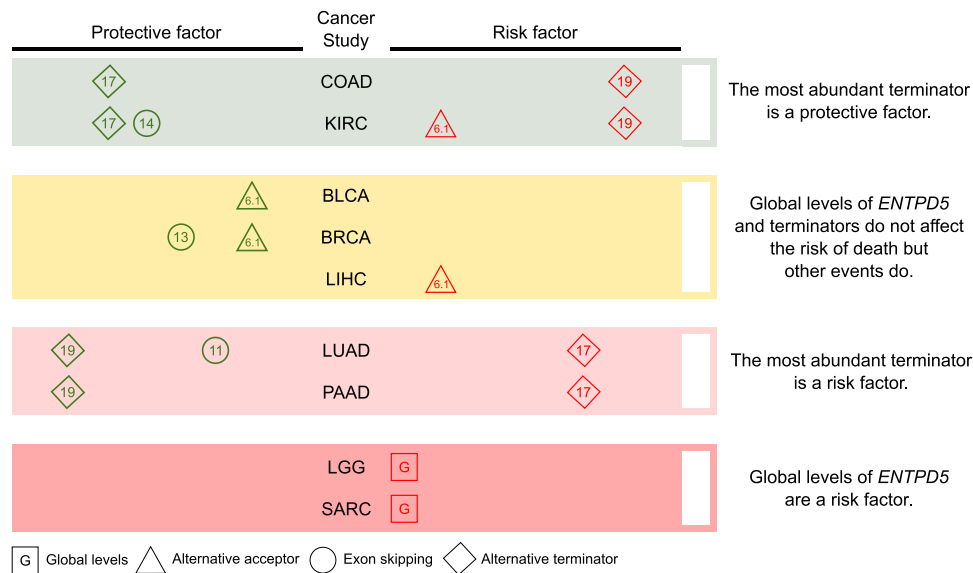 Protective factor
Cancer
Study
Risk factor
17
COAD
19
The most abundant terminator
is a protective factor.
17
14
KIRC
6.1
19
6.1
BLCA
13
6.1
BRCA
LIHC
6.1
Global levels of ENTPD5
and terminators do not affect
the risk of death but
other events do.
19
11
LUAD
17
19
PAAD
17
The most abundant terminator
is a risk factor.
LGG
G
SARC
G
Global levels of ENTPD5
are a risk factor.
G Global levels Alternative acceptor Exon skipping Alternative terminator